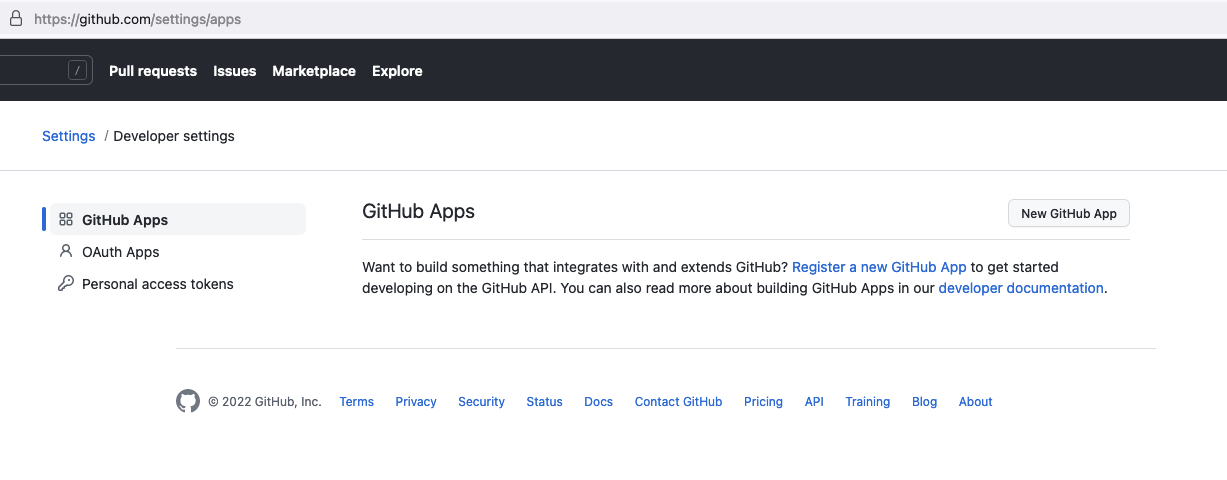 https://github.com/settings/apps
/ Pull requests Issues Marketplace Explore
Settings / Developer settings
GitHub Apps
OAuth Apps
Personal access tokens
GitHub Apps
New GitHub App
Want to build something that integrates with and extends GitHub? Register a new GitHub App to get started
developing on the GitHub API. You can also read more about building GitHub Apps in our developer documentation.
© 2022 GitHub, Inc. Terms Privacy Security Status Docs Contact GitHub Pricing API Training Blog About